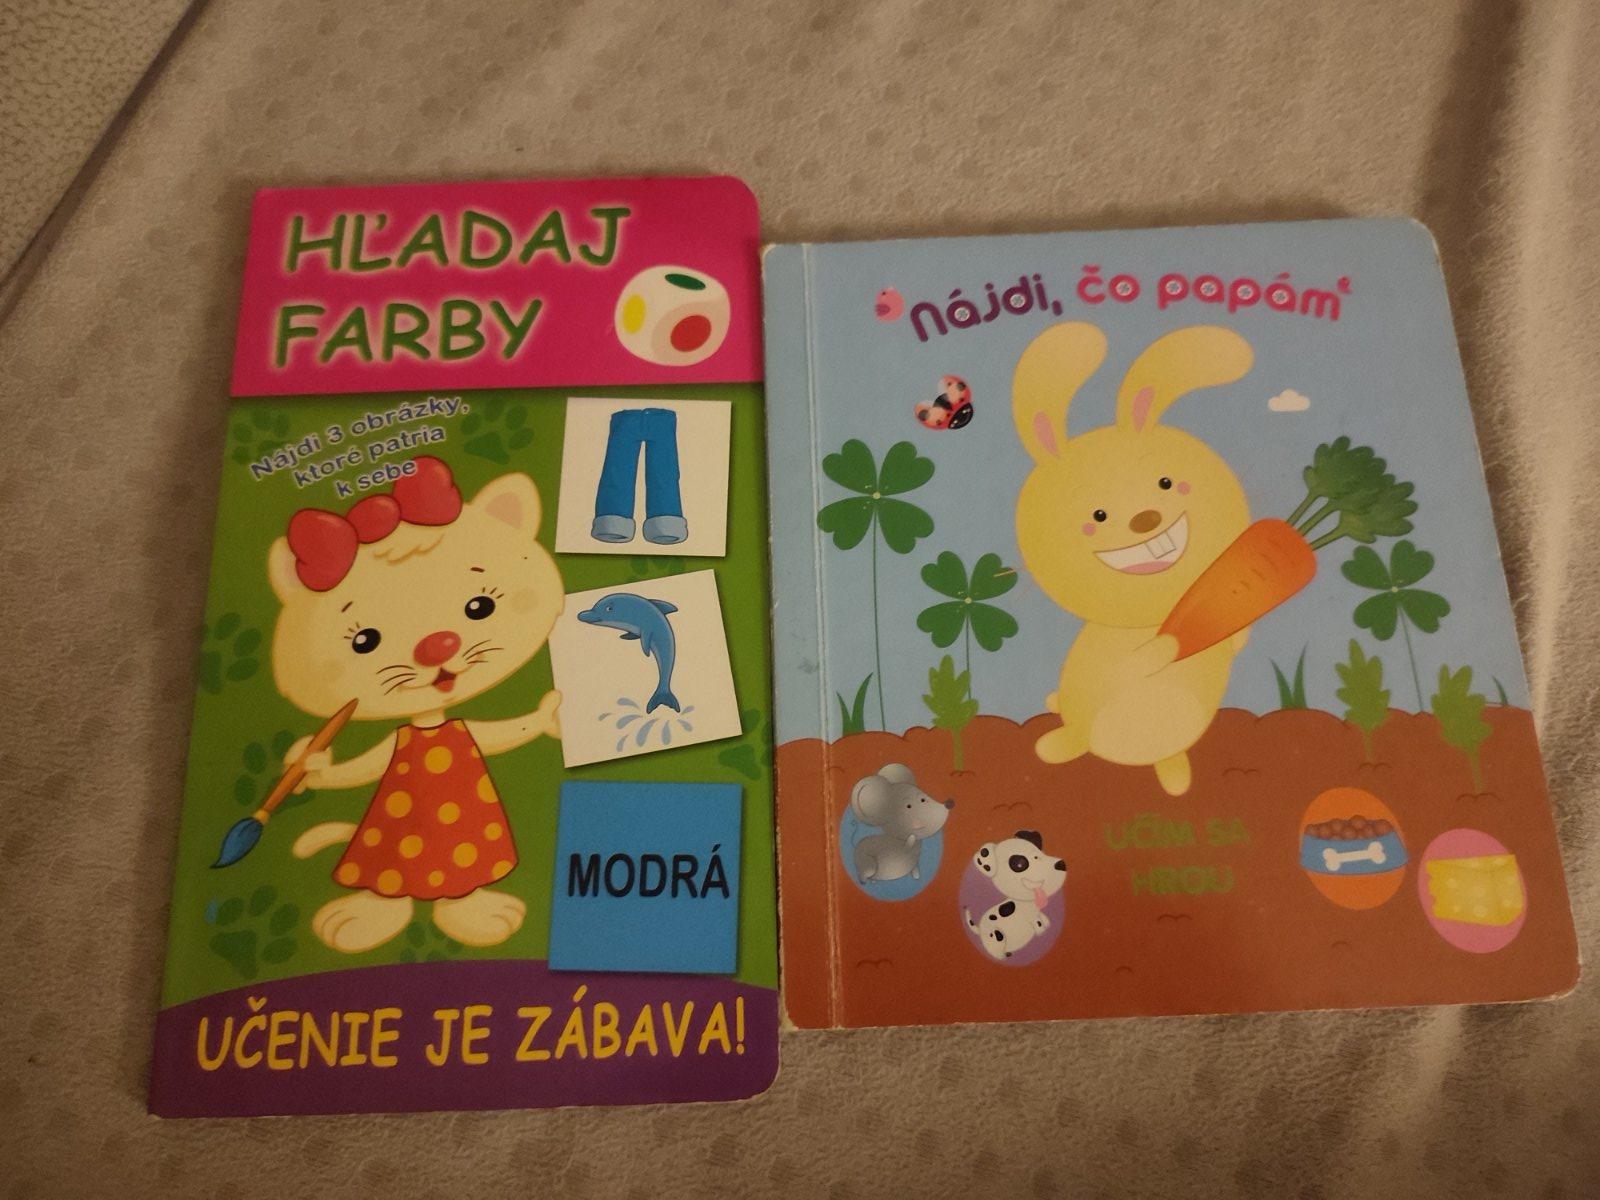 HĽADAJ
FARBY
Nájdi 3 obrázky,
ktoré patria
k sebe
MODRÁ
UČENIE JE ZÁBAVA!
nájdi, čo papám
UČÍM SA
HROU